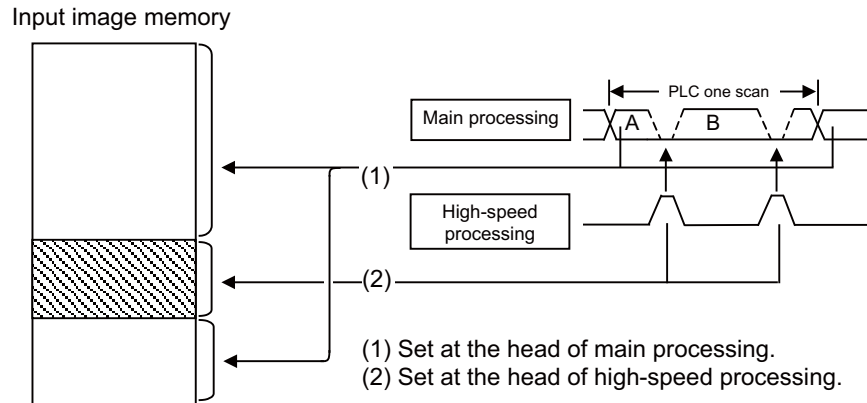 Input image memory
PLC one scan
Main processing
A
B
(1)
High-speed
processing
(2)
(1) Set at the head of main processing.
(2) Set at the head of high-speed processing.